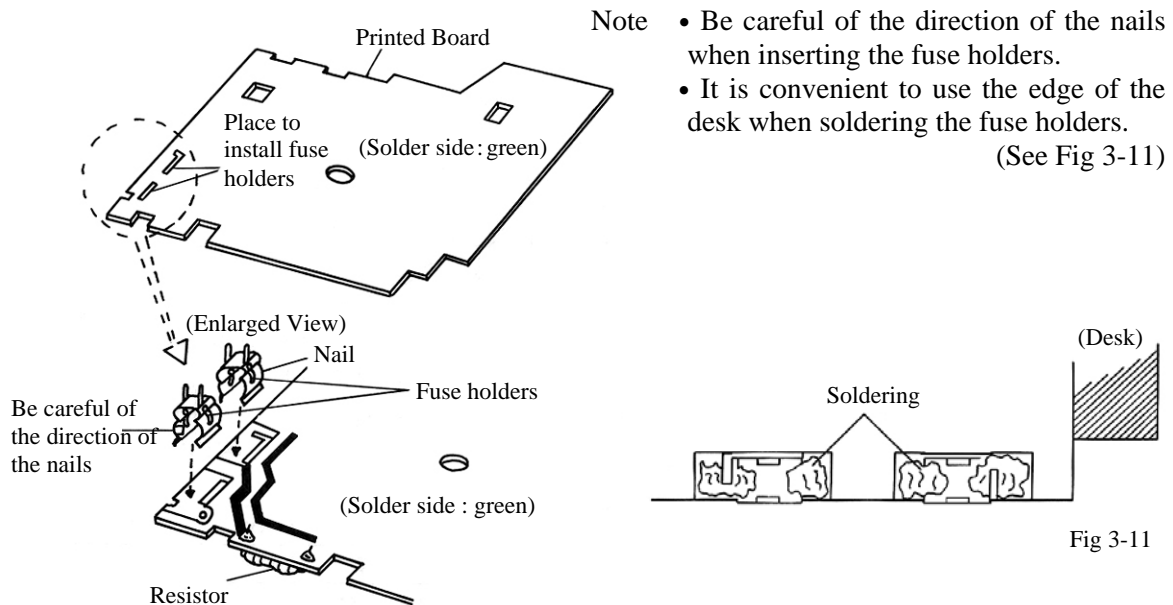 Note • Be careful of the direction of the nails
when inserting the fuse holders.
• It is convenient to use the edge of the
desk when soldering the fuse holders.
(See Fig 3-11)
Printed Board
Place to
install fuse
holders
(Solder side : green)
(Enlarged View)
Nail
Fuse holders
Be careful of
the direction of
the nails
(Solder side : green)
Resistor
(Desk)
Soldering
Fig 3-11